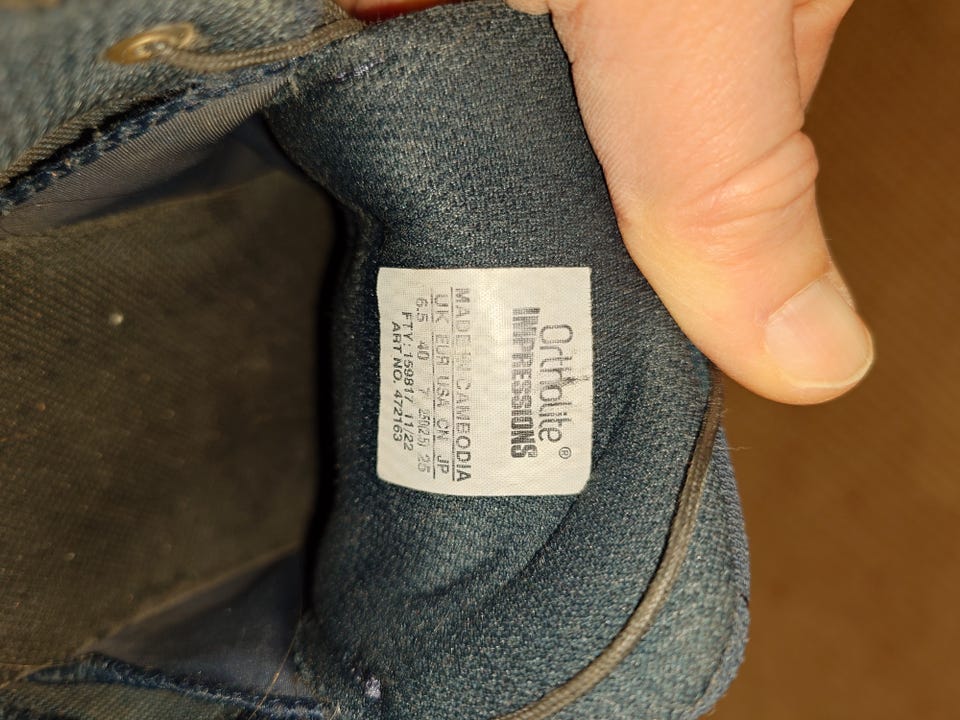 OrthoLite®
IMPRESSIONS
MADE IN CAMBODIA
UK EUR USA CN JP
6.5 40 7 250(2.5) 25
FTY: 159817 11/22
ART NO. 472163